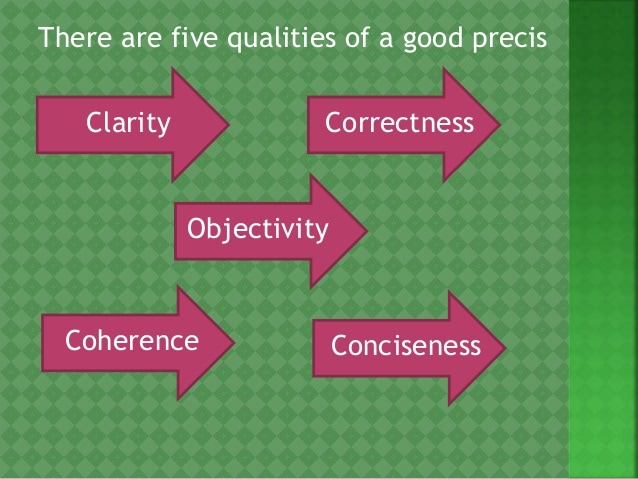 There are five qualities of a good precis
Clarity
Correctness
Objectivity
Coherence
Conciseness